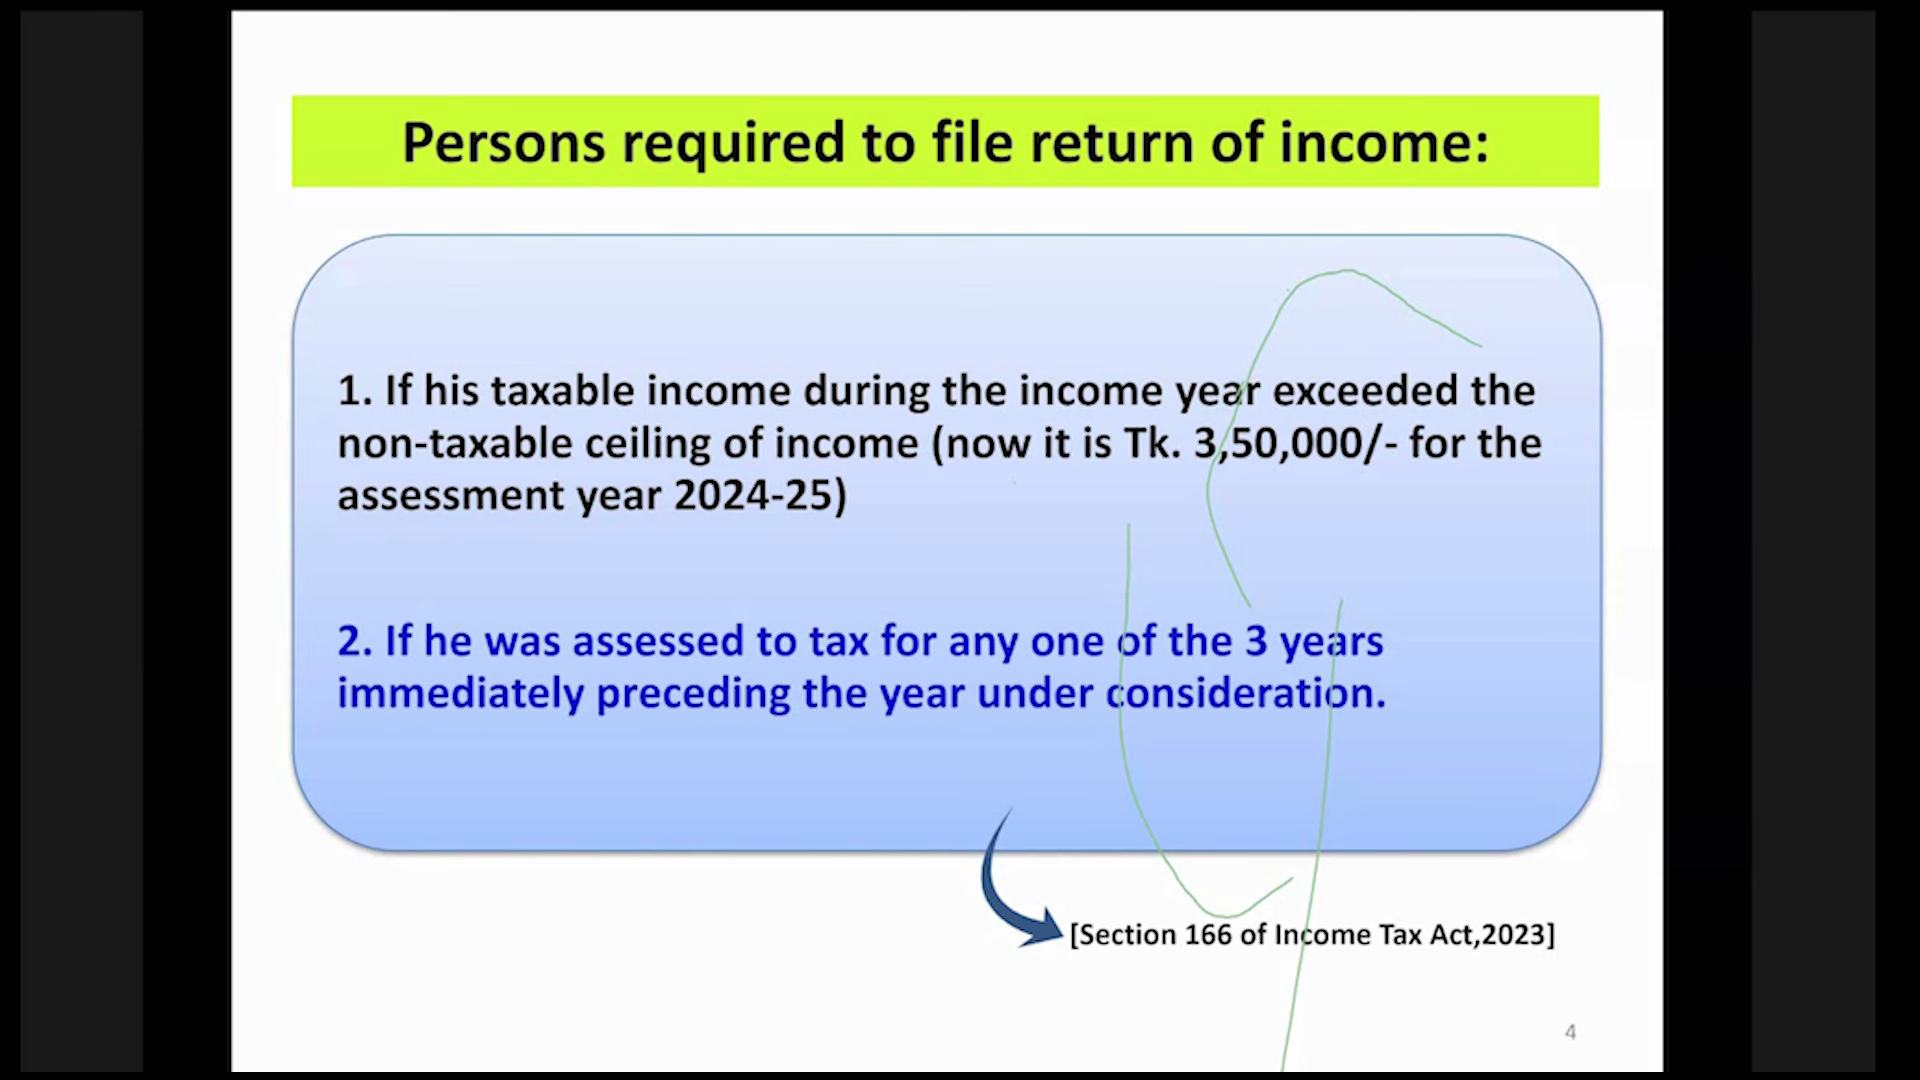 Persons required to file return of income:
1. If his taxable income during the income year exceeded the
non-taxable ceiling of income (now it is Tk. 3,50,000/- for the
assessment year 2024-25)
2. If he was assessed to tax for any one of the 3 years
immediately preceding the year under consideration.
[Section 166 of Income Tax Act,2023]
4